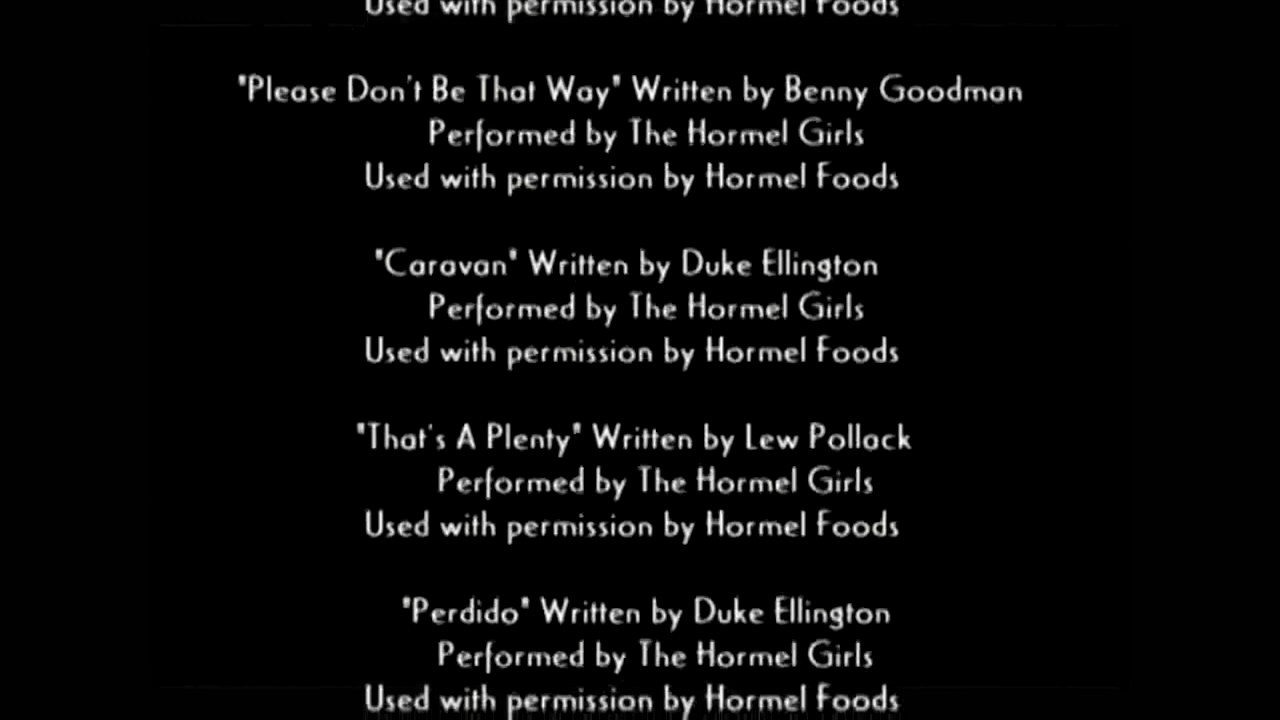 Used with permission by Hormel Foods
"Please Don't Be That Way" Written by Benny Goodman
Performed by The Hormel Girls
Used with permission by Hormel Foods
"Caravan" Written by Duke Ellington
Performed by The Hormel Girls
Used with permission by Hormel Foods
"That's A Plenty" Written by Lew Pollack
Performed by The Hormel Girls
Used with permission by Hormel Foods
"Perdido" Written by Duke Ellington
Performed by The Hormel Girls
Used with permission by Hormel Foods